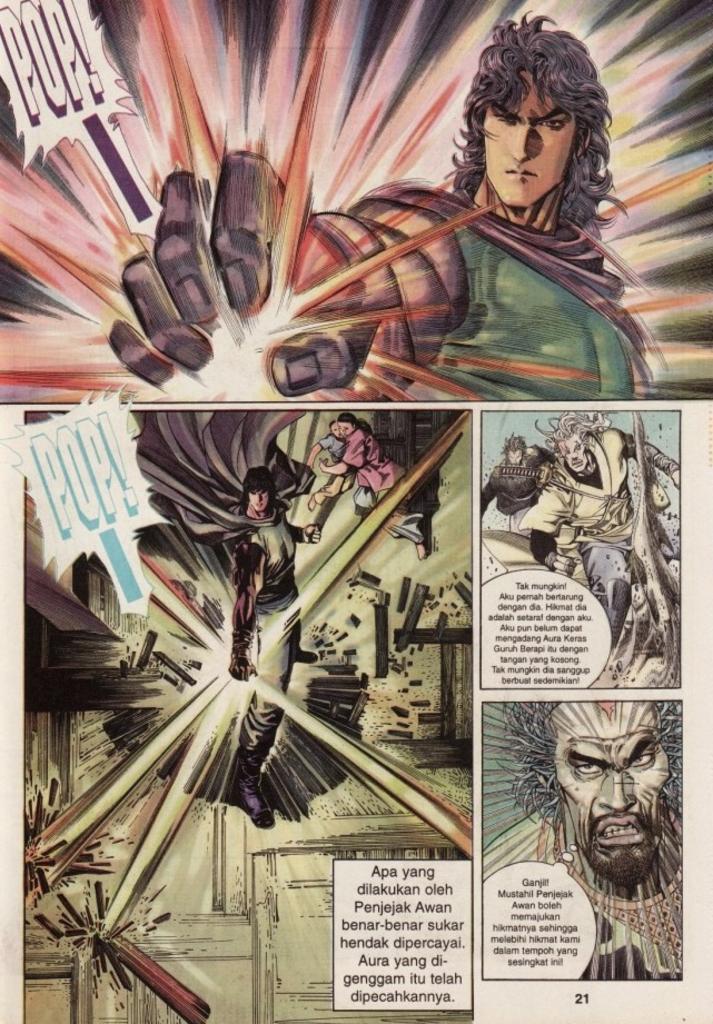 POP!
POP!
Tak mungkin!
Aku pernah bertarung
dengan dia. Hikmat dia
adalah setaraf dengan aku.
Aku pun belum dapat
mengadang Aura Keras
Guruh Berapi itu dengan
tangan yang kosong.
Tak mungkin dia sanggup
berbuat sedemikian!
Apa yang
dilakukan oleh
Penjejak Awan
benar-benar sukar
hendak dipercayai.
Aura yang di-
genggam itu telah
dipecahkannya.
Ganjil!
Mustahil Penjejak
Awan boleh
memajukan
hikmatnya sehingga
melebihi hikmat kami
dalam tempoh yang
sesingkat ini!
21